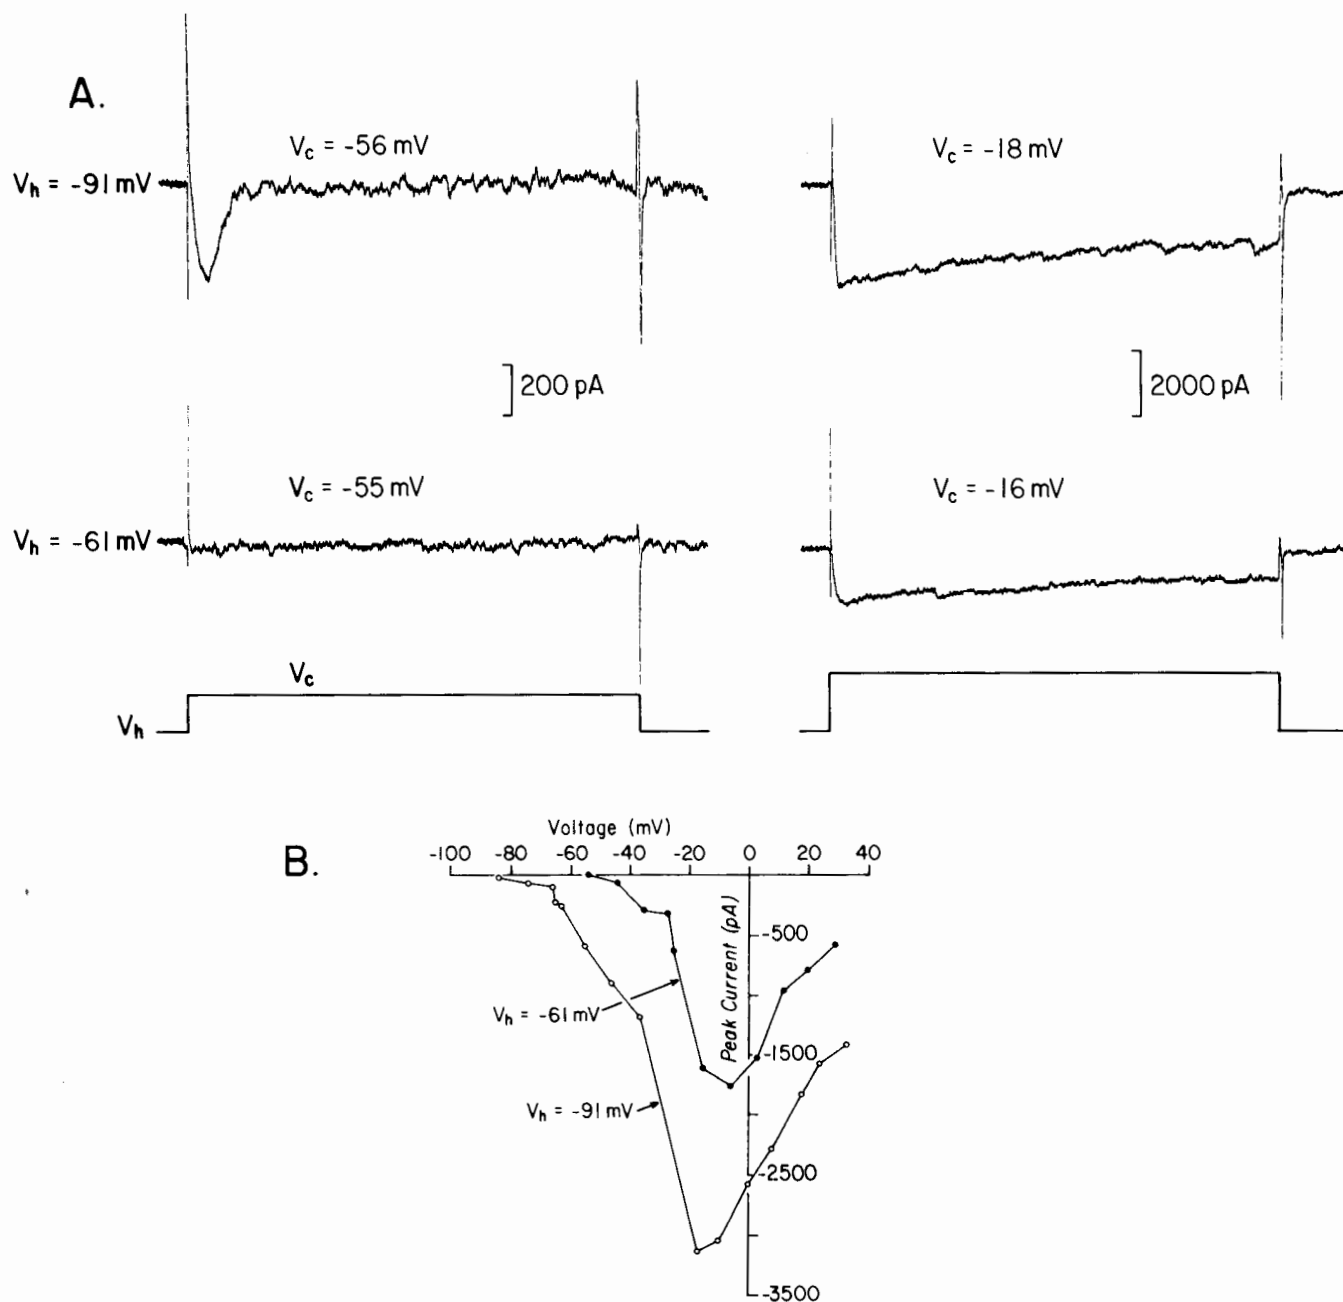 A.
V_c = -56 mV
V_c = -18 mV
V_h = -91 mV
200 pA
2000 pA
V_c = -55 mV
V_c = -16 mV
V_h = -61 mV
V_c
V_h
B.
Voltage (mV)
-100 -80 -60 -40 -20 0 20 40
Peak Current (pA)
-500
-1500
-2500
-3500
V_h = -61 mV
V_h = -91 mV